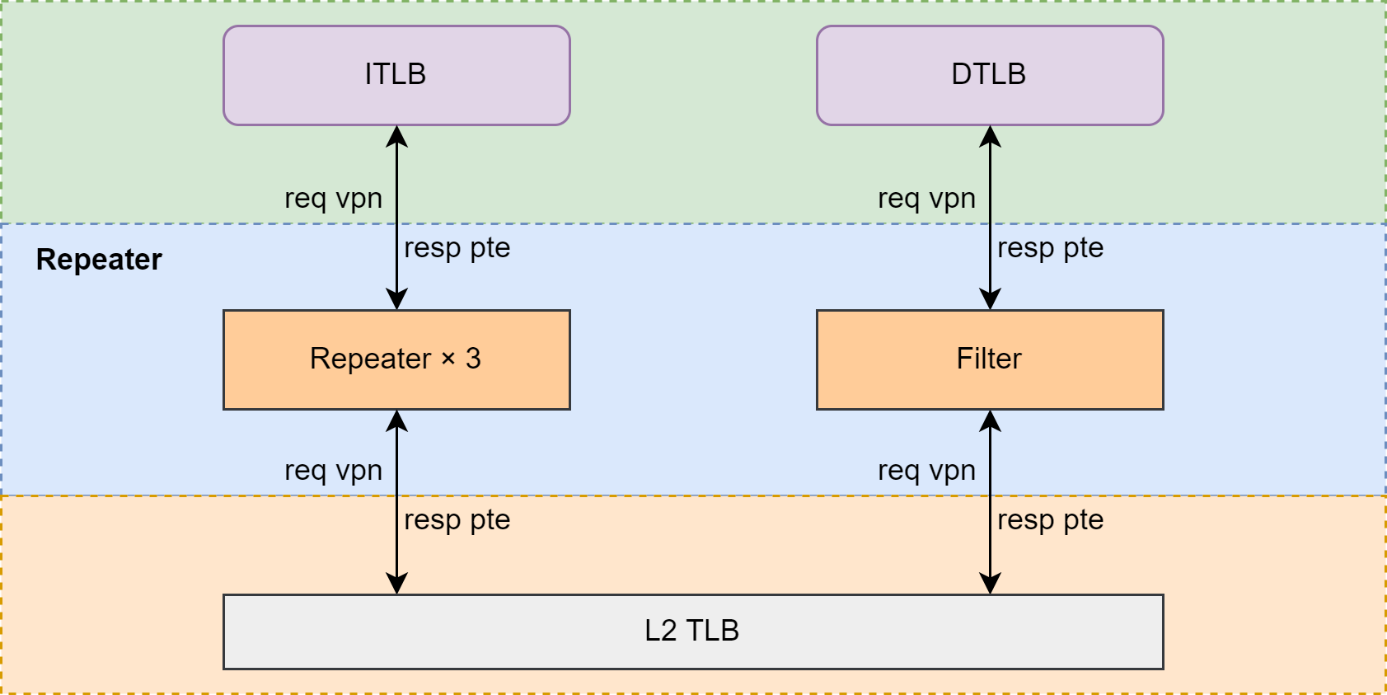 ITLB
DTLB
req vpn
req vpn
resp pte
resp pte
Repeater
Repeater × 3
Filter
req vpn
req vpn
resp pte
resp pte
L2 TLB